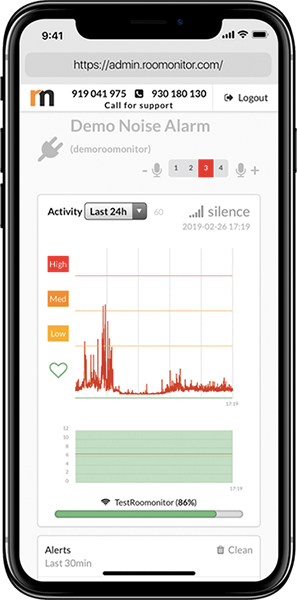 9:41
https://admin.roomonitor.com/
rm 919 041 975 930 180 130
Call for support
Logout
Demo Noise Alarm
(demoroomonitor)
- 1 2 3 4 +
Activity Last 24h 60 silence
2019-02-26 17:19
High
Med
Low
17:19
12
10
8
6
4
2
0
17:19
TestRoomonitor (86%)
Alerts Clean
Last 30min